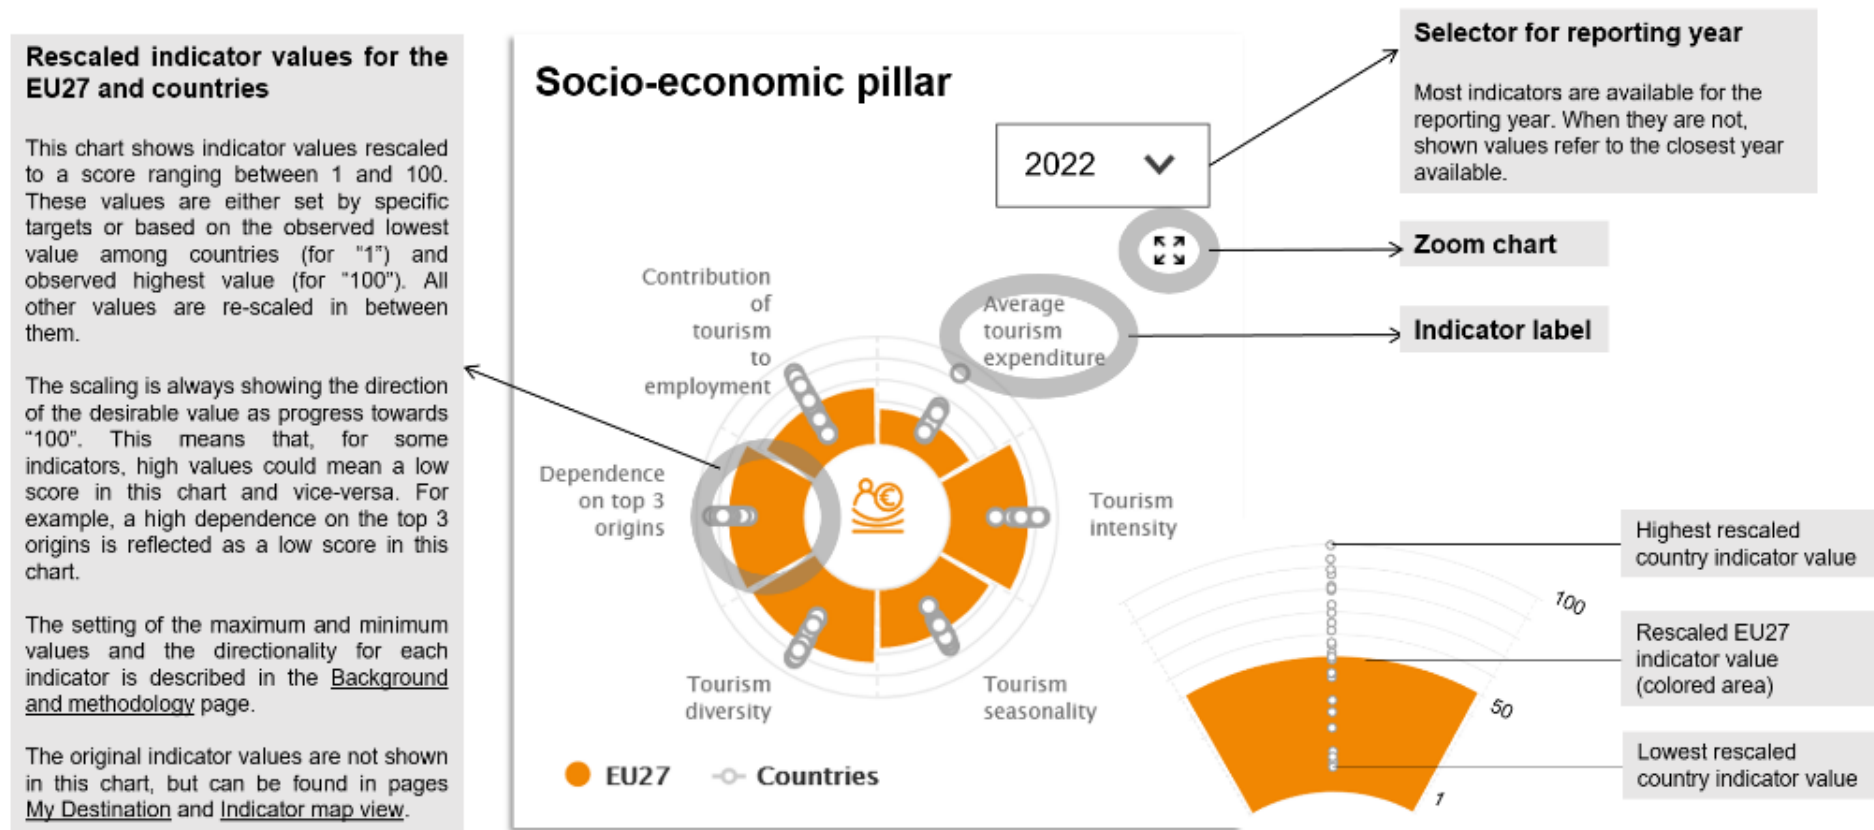 Rescaled indicator values for the
EU27 and countries
This chart shows indicator values rescaled
to a score ranging between 1 and 100.
These values are either set by specific
targets or based on the observed lowest
value among countries (for "1") and
observed highest value (for "100"). All
other values are re-scaled in between
them.
The scaling is always showing the direction
of the desirable value as progress towards
"100". This means that, for some
indicators, high values could mean a low
score in this chart and vice-versa. For
example, a high dependence on the top 3
origins is reflected as a low score in this
chart.
The setting of the maximum and minimum
values and the directionality for each
indicator is described in the Background
and methodology page.
The original indicator values are not shown
in this chart, but can be found in pages
My Destination and Indicator map view.
Socio-economic pillar
2022
Contribution
of
tourism
to
employment
Average
tourism
expenditure
Dependence
on top 3
origins
Tourism
intensity
Tourism
diversity
Tourism
seasonality
EU27
Countries
Selector for reporting year
Most indicators are available for the
reporting year. When they are not,
shown values refer to the closest year
available.
Zoom chart
Indicator label
100
50
1
Highest rescaled
country indicator value
Rescaled EU27
indicator value
(colored area)
Lowest rescaled
country indicator value